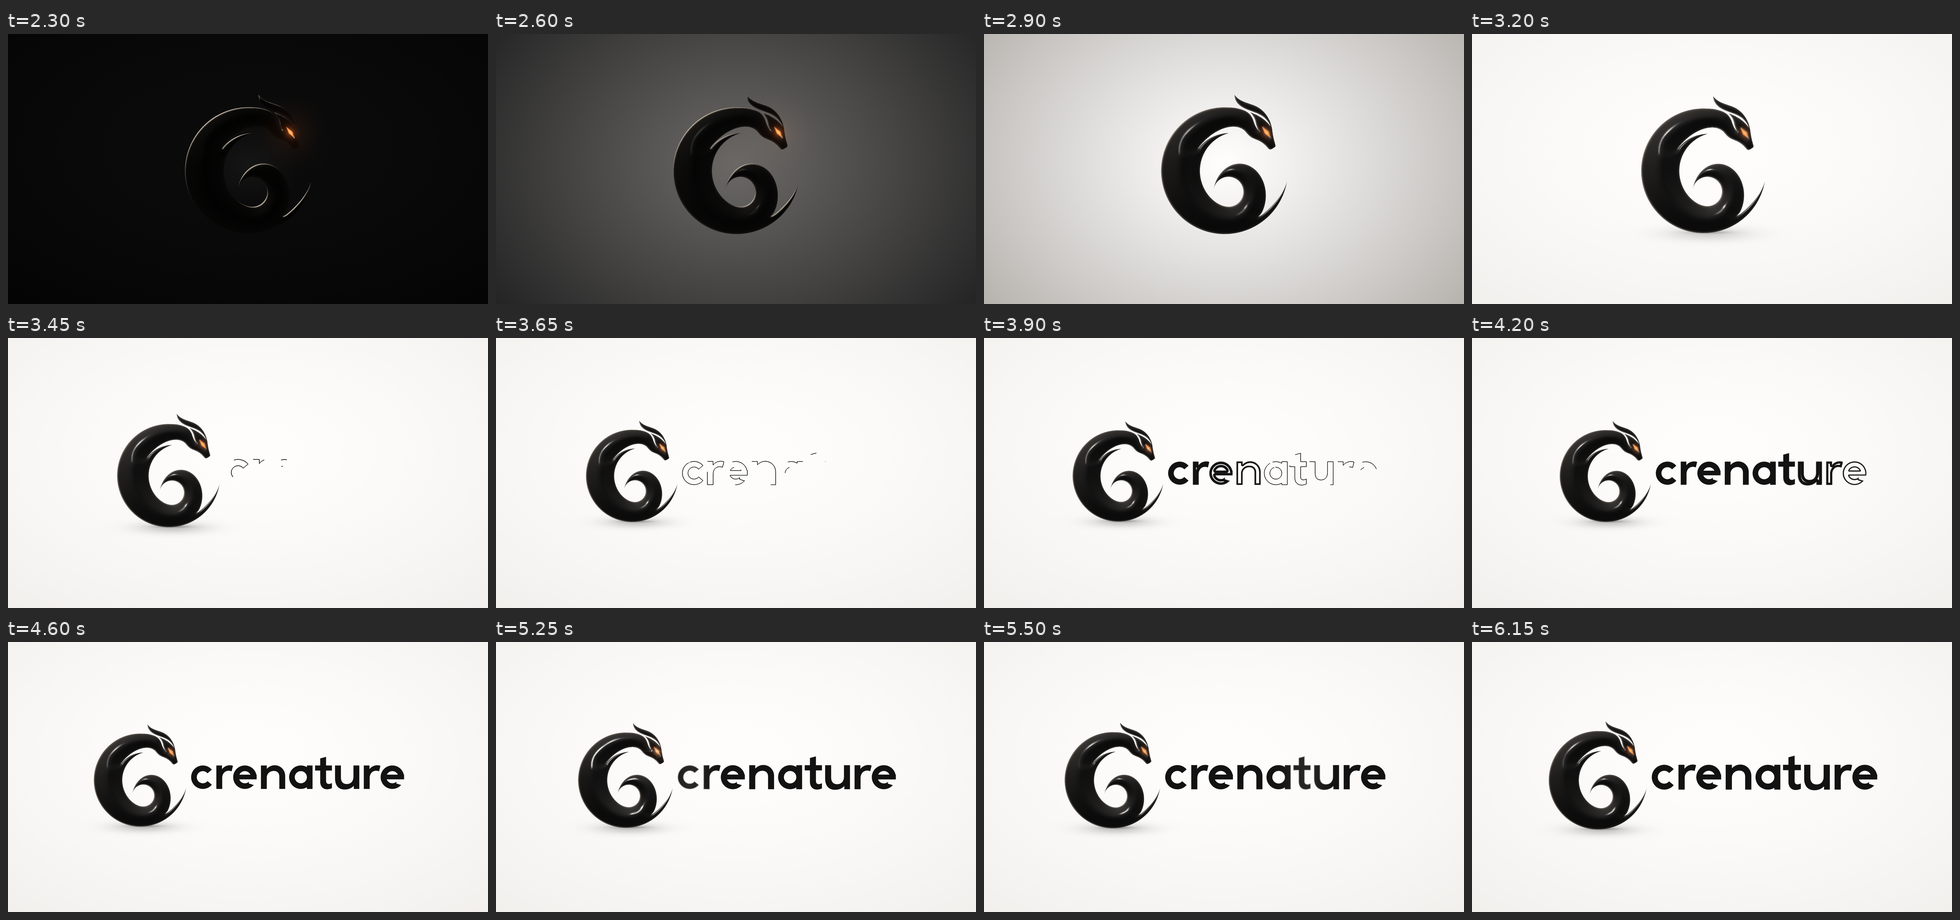 t=2.30 s
t=2.60 s
t=2.90 s
t=3.20 s
t=3.45 s
t=3.65 s
t=3.90 s
t=4.20 s
crenature
crenature
t=4.60 s
t=5.25 s
t=5.50 s
t=6.15 s
crenature
crenature
crenature
crenature